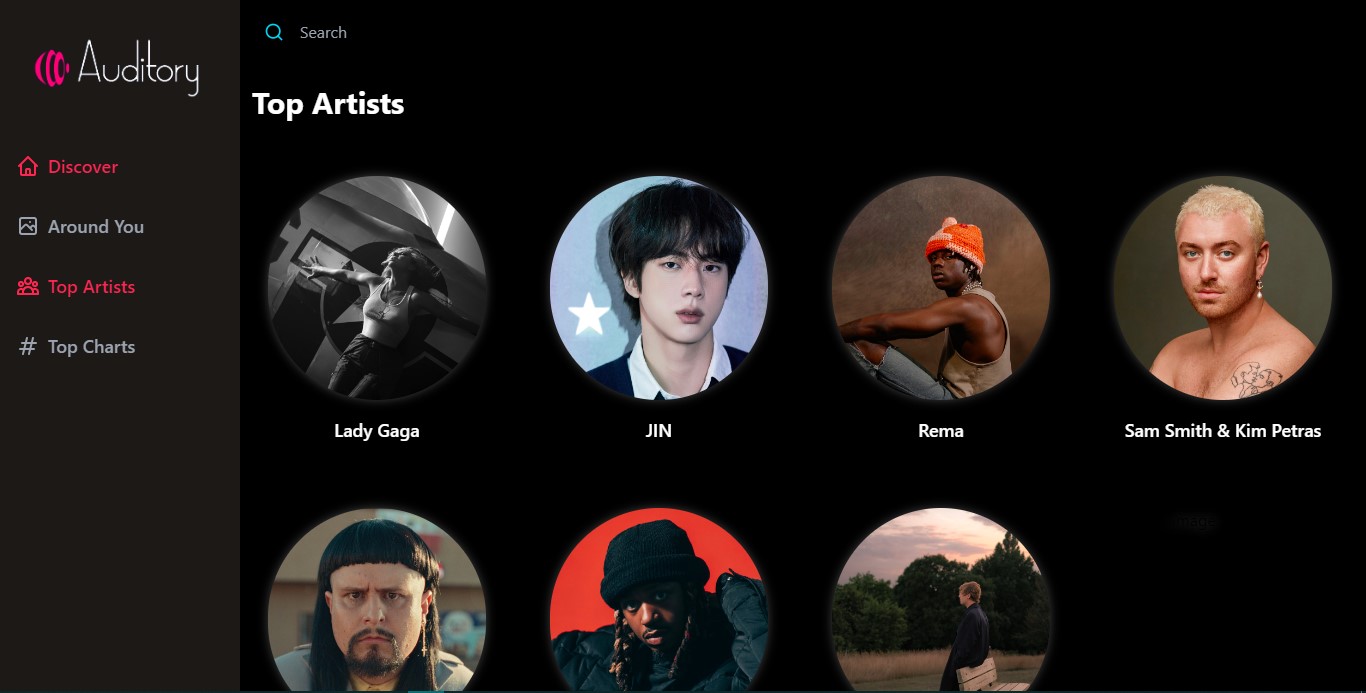 Auditory
Search
Top Artists
Discover
Around You
Top Artists
Top Charts
Lady Gaga
JIN
Rema
Sam Smith & Kim Petras